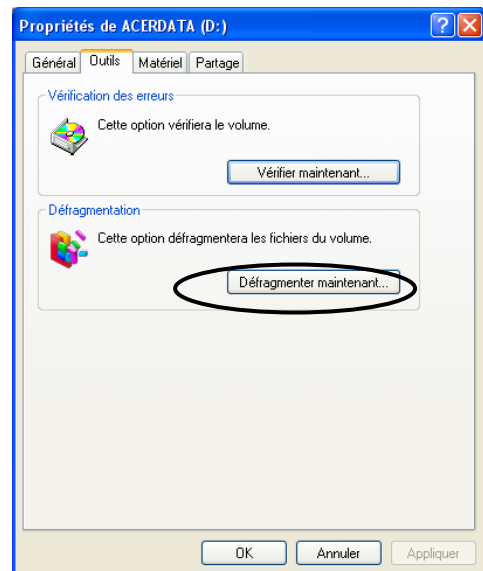 Propriétés de ACERDATA (D:)
Général Outils Matériel Partage
Vérification des erreurs
Cette option vérifiera le volume.
Vérifier maintenant...
Défragmentation
Cette option défragmentera les fichiers du volume.
Défragmenter maintenant...
OK Annuler Appliquer